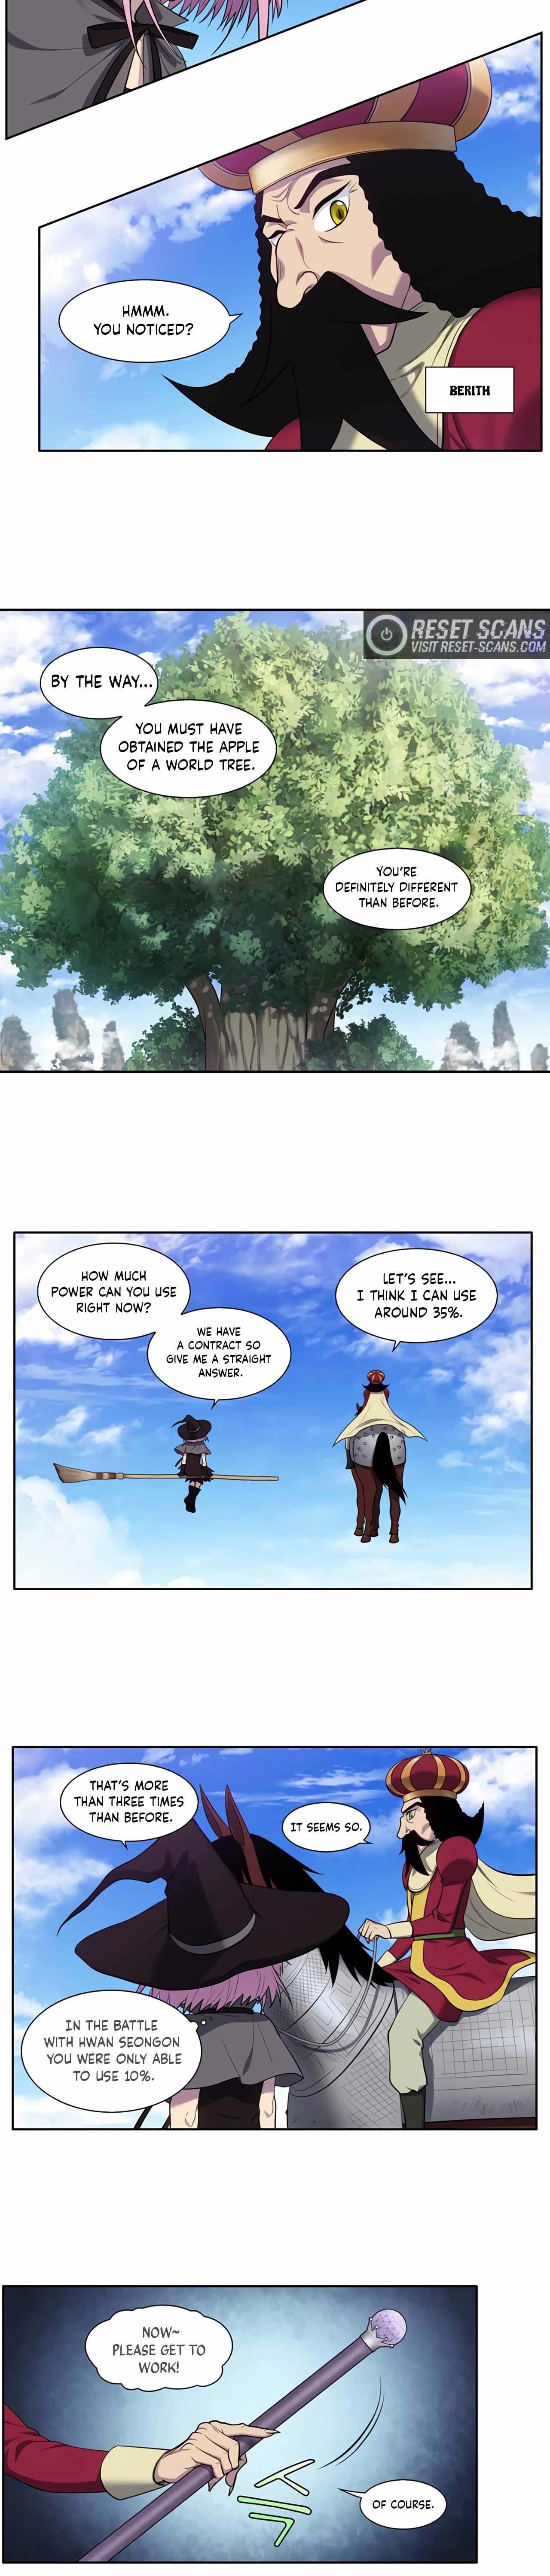 HMMM.
YOU NOTICED?
BERITH
RESET SCANS
VISIT RESET-SCANS.COM
BY THE WAY...
YOU MUST HAVE
OBTAINED THE APPLE
OF A WORLD TREE.
YOU'RE
DEFINITELY DIFFERENT
THAN BEFORE.
HOW MUCH
POWER CAN YOU USE
RIGHT NOW?
WE HAVE
A CONTRACT SO
GIVE ME A STRAIGHT
ANSWER.
LET'S SEE...
I THINK I CAN USE
AROUND 35%.
THAT'S MORE
THAN THREE TIMES
THAN BEFORE.
IT SEEMS SO.
IN THE BATTLE
WITH HWAN SEONGON
YOU WERE ONLY ABLE
TO USE 10%.
NOW~
PLEASE GET TO
WORK!
스
윽
OF COURSE.